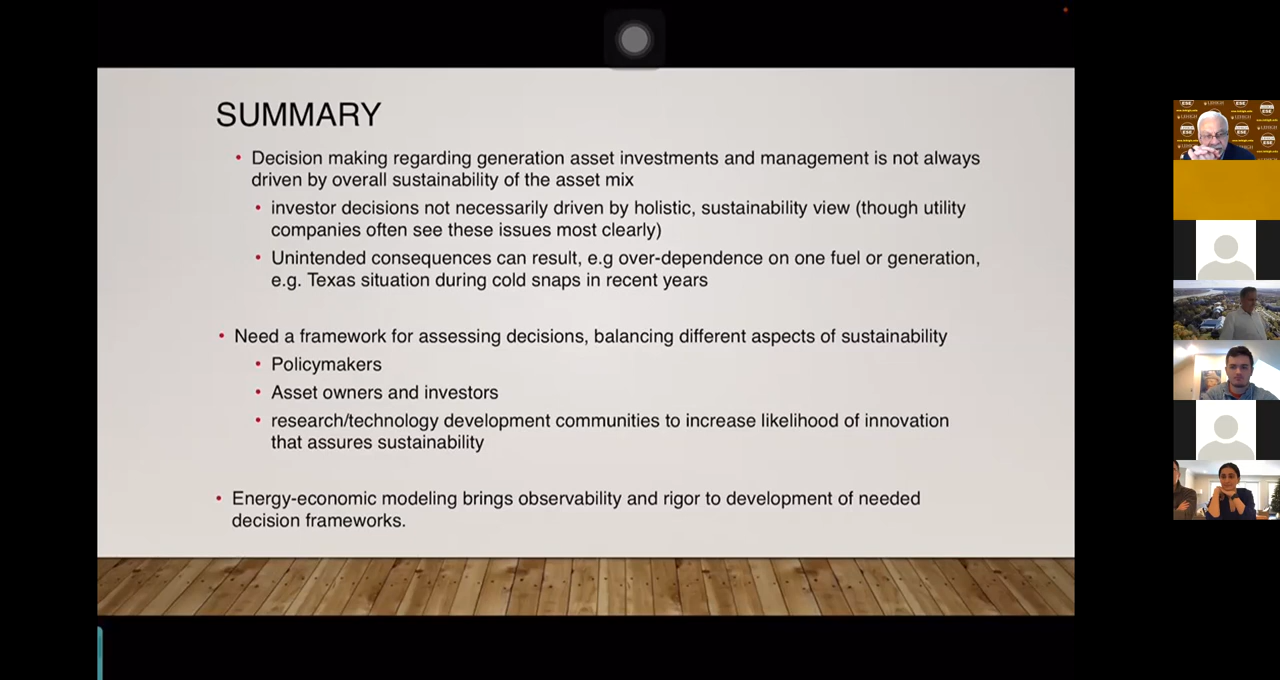 SUMMARY
• Decision making regarding generation asset investments and management is not always
driven by overall sustainability of the asset mix
• investor decisions not necessarily driven by holistic, sustainability view (though utility
companies often see these issues most clearly)
• Unintended consequences can result, e.g over-dependence on one fuel or generation,
e.g. Texas situation during cold snaps in recent years
• Need a framework for assessing decisions, balancing different aspects of sustainability
• Policymakers
• Asset owners and investors
• research/technology development communities to increase likelihood of innovation
that assures sustainability
• Energy-economic modeling brings observability and rigor to development of needed
decision frameworks.
ESE
LEHIGH